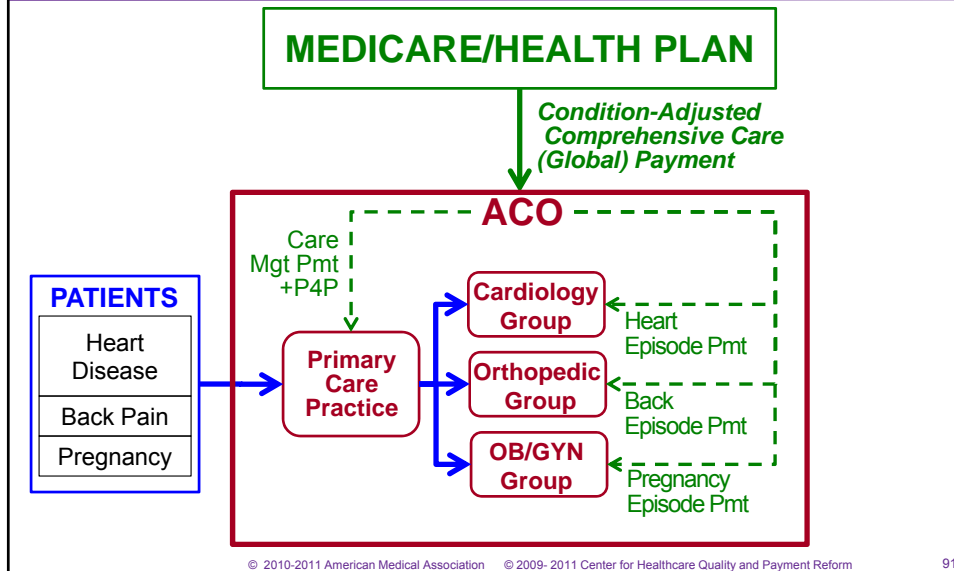 MEDICARE/HEALTH PLAN
Condition-Adjusted
Comprehensive Care
(Global) Payment
ACO
Care
Mgt Pmt
+P4P
PATIENTS
Heart
Disease
Back Pain
Pregnancy
Primary
Care
Practice
Cardiology
Group
Heart
Episode Pmt
Orthopedic
Group
Back
Episode Pmt
OB/GYN
Group
Pregnancy
Episode Pmt
© 2010-2011 American Medical Association © 2009- 2011 Center for Healthcare Quality and Payment Reform 91